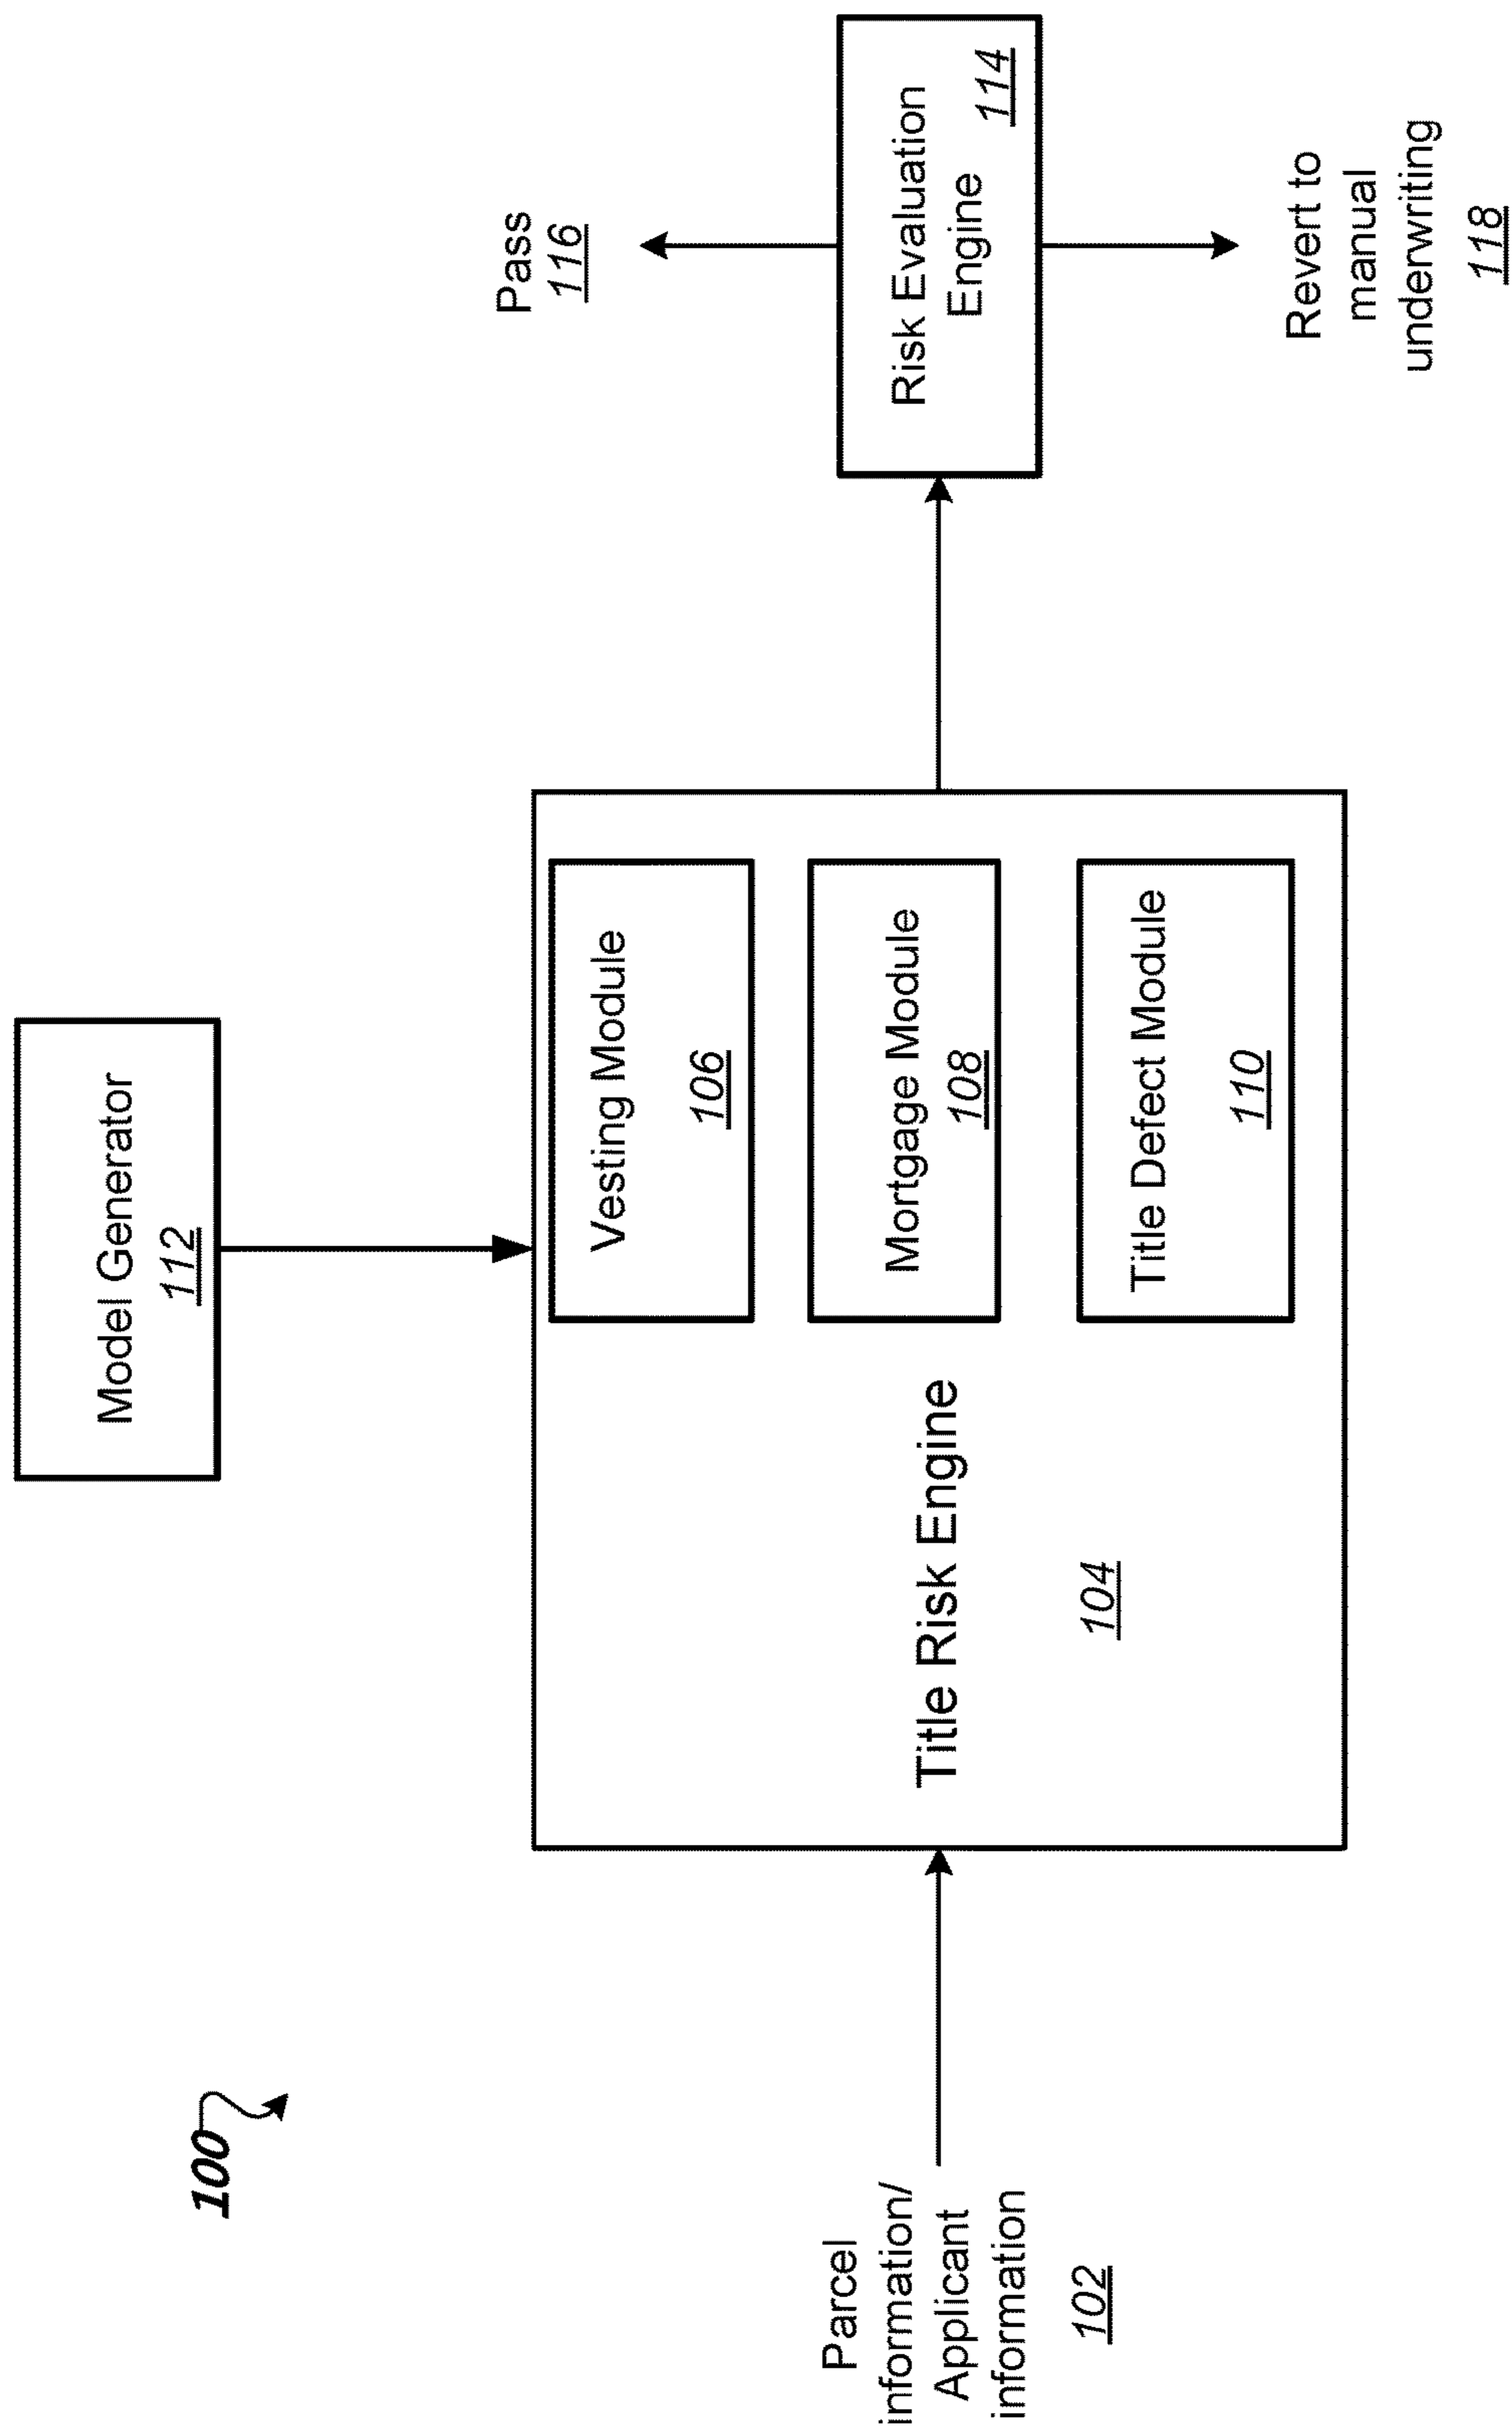 100
Model Generator
112
Parcel
information/
Applicant
information
102
Title Risk Engine
104
Vesting Module
106
Mortgage Module
108
Title Defect Module
110
Pass
116
Risk Evaluation
Engine
114
Revert to
manual
underwriting
118